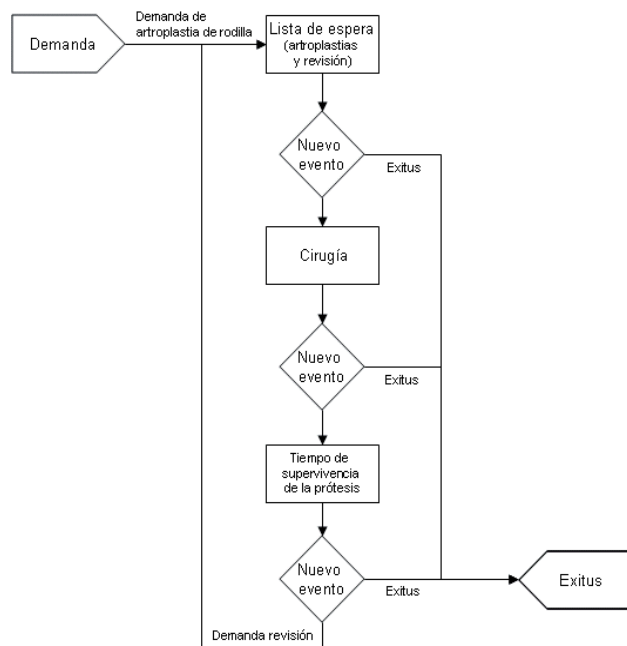 Demanda
Demanda de
artroplastia de rodilla
Lista de espera
(artroplastias
y revisión)
Nuevo
evento
Exitus
Cirugía
Nuevo
evento
Exitus
Tiempo de
supervivencia
de la prótesis
Nuevo
evento
Exitus
Exitus
Demanda revisión